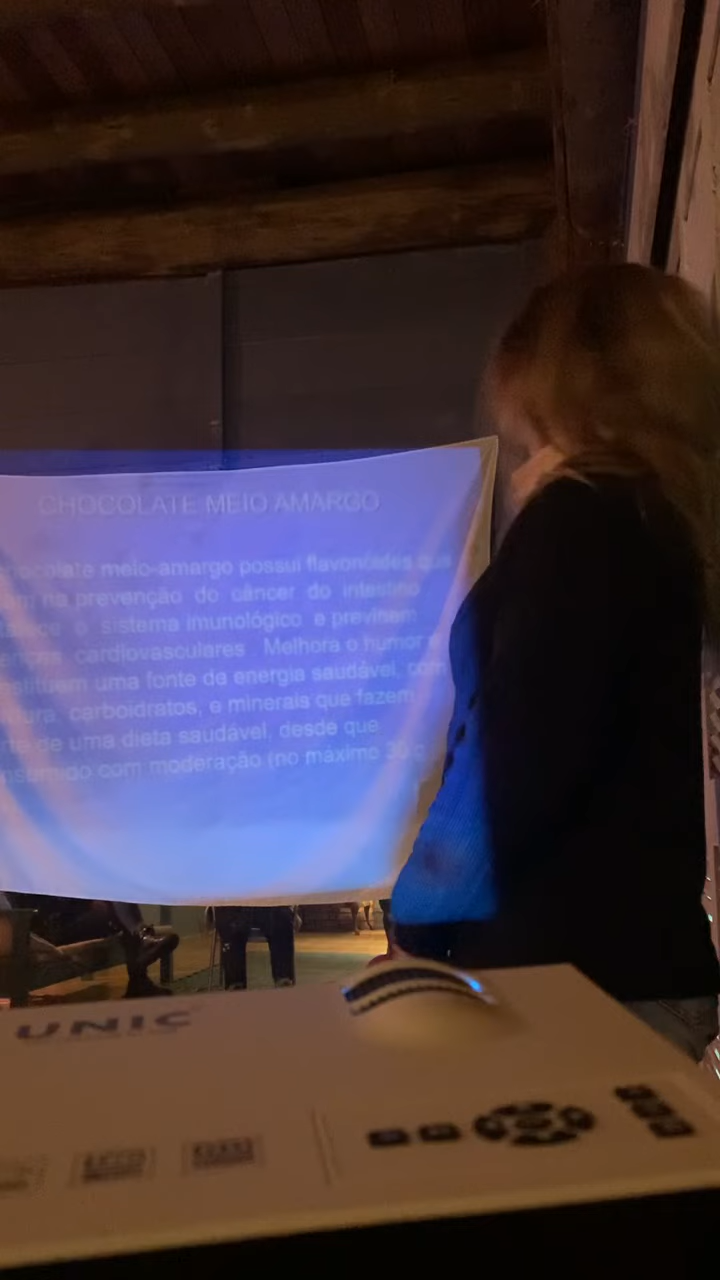 CHOCOLATE MEIO AMARGO
meio-amargo possui flavonóides que
na prevenção do câncer do intestino
o sistema imunológico e previnem
cardiovasculares . Melhora o humor
uma fonte de energia saudável, com
carboidratos, e minerais que fazem
de uma dieta saudável, desde que
com moderação (no máximo 30 g
UNIC